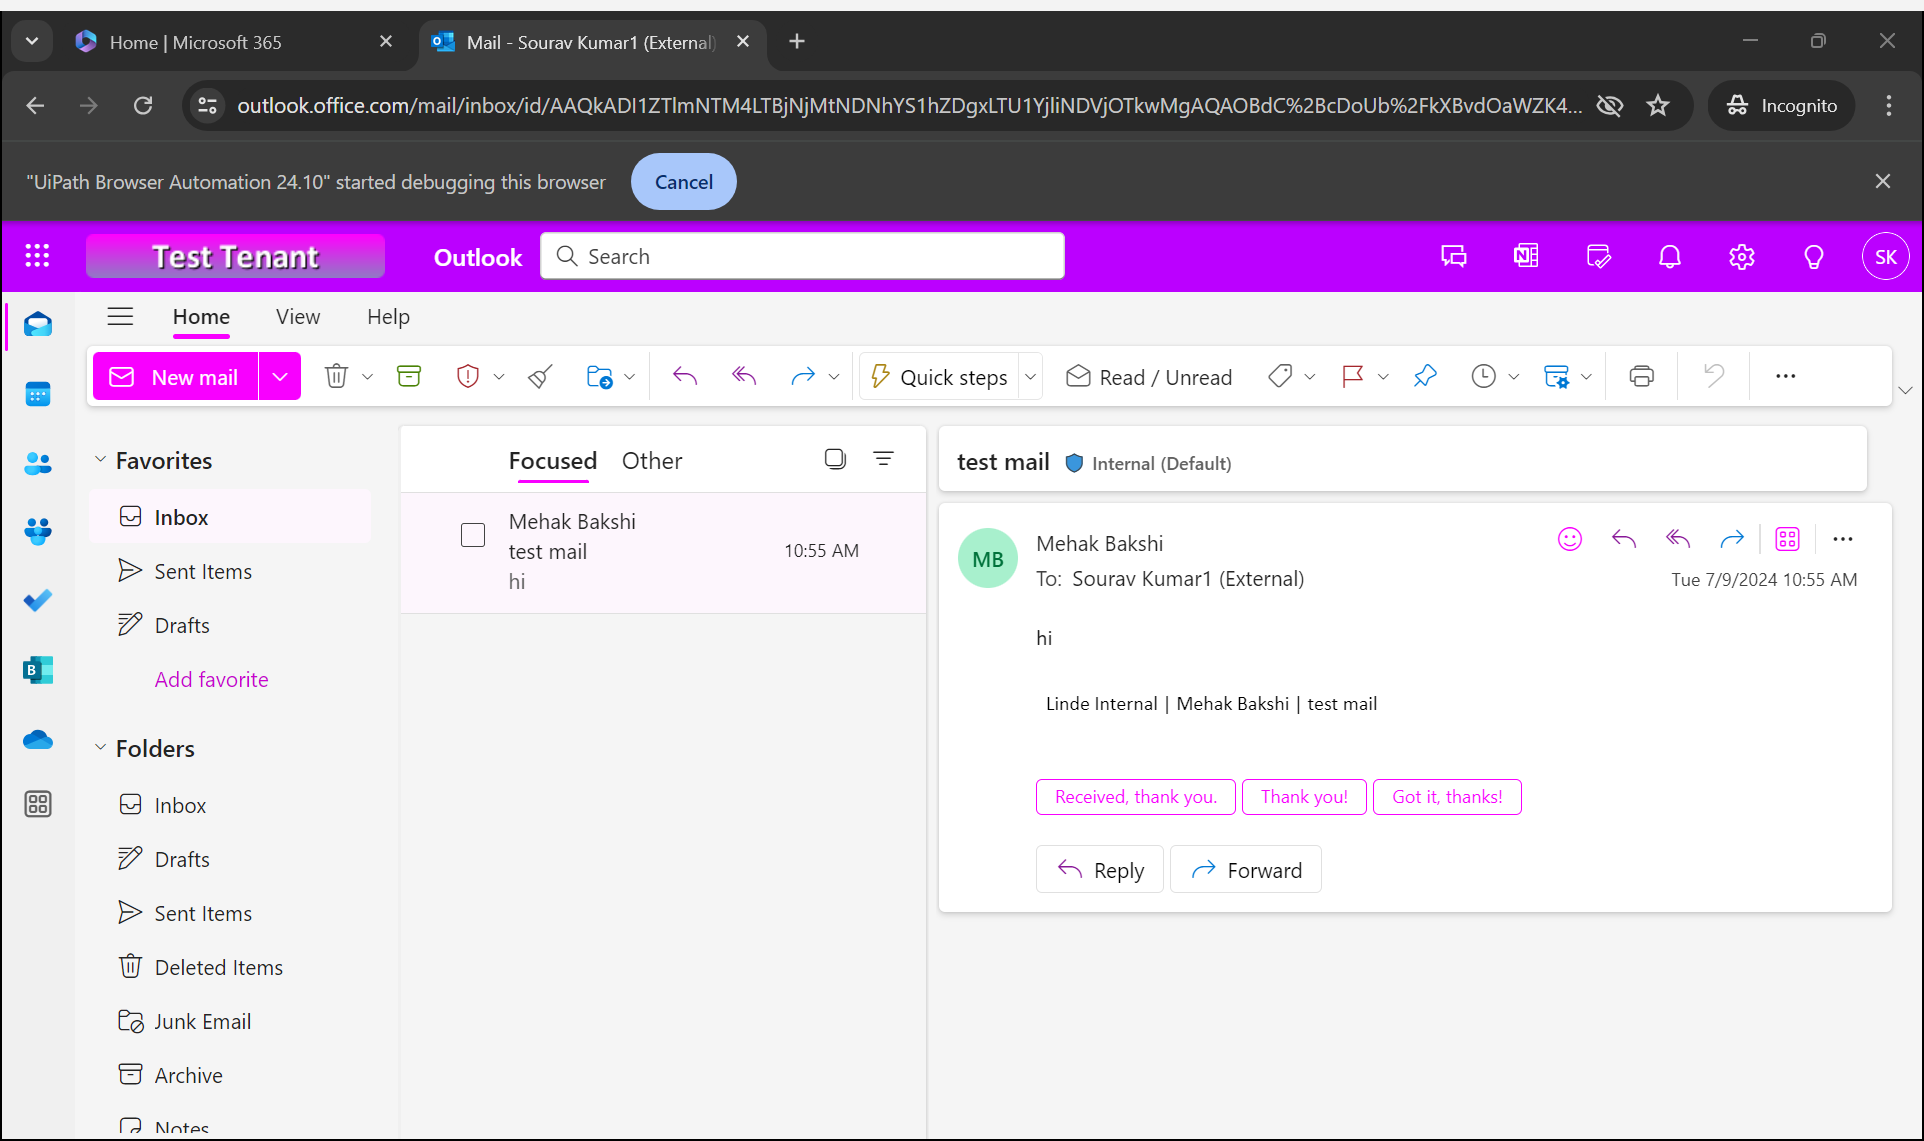 Home | Microsoft 365
Mail - Sourav Kumar1 (External)
outlook.office.com/mail/inbox/id/AAQkADI1ZTlmNTM4LTBjNjMtNDNhYS1hZDgxLTU1YjliNDVjOTkwMgAQAOBdC%2BcDoUb%2FkXBvdOaWZK4...
Incognito
"UiPath Browser Automation 24.10" started debugging this browser
Cancel
Test Tenant
Outlook
Search
SK
Home
View
Help
New mail
Quick steps
Read / Unread
Favorites
Inbox
Sent Items
Drafts
Add favorite
Folders
Inbox
Drafts
Sent Items
Deleted Items
Junk Email
Archive
Notes
Focused
Other
Mehak Bakshi
test mail
10:55 AM
hi
test mail
Internal (Default)
MB
Mehak Bakshi
To: Sourav Kumar1 (External)
Tue 7/9/2024 10:55 AM
hi
Linde Internal | Mehak Bakshi | test mail
Received, thank you.
Thank you!
Got it, thanks!
Reply
Forward